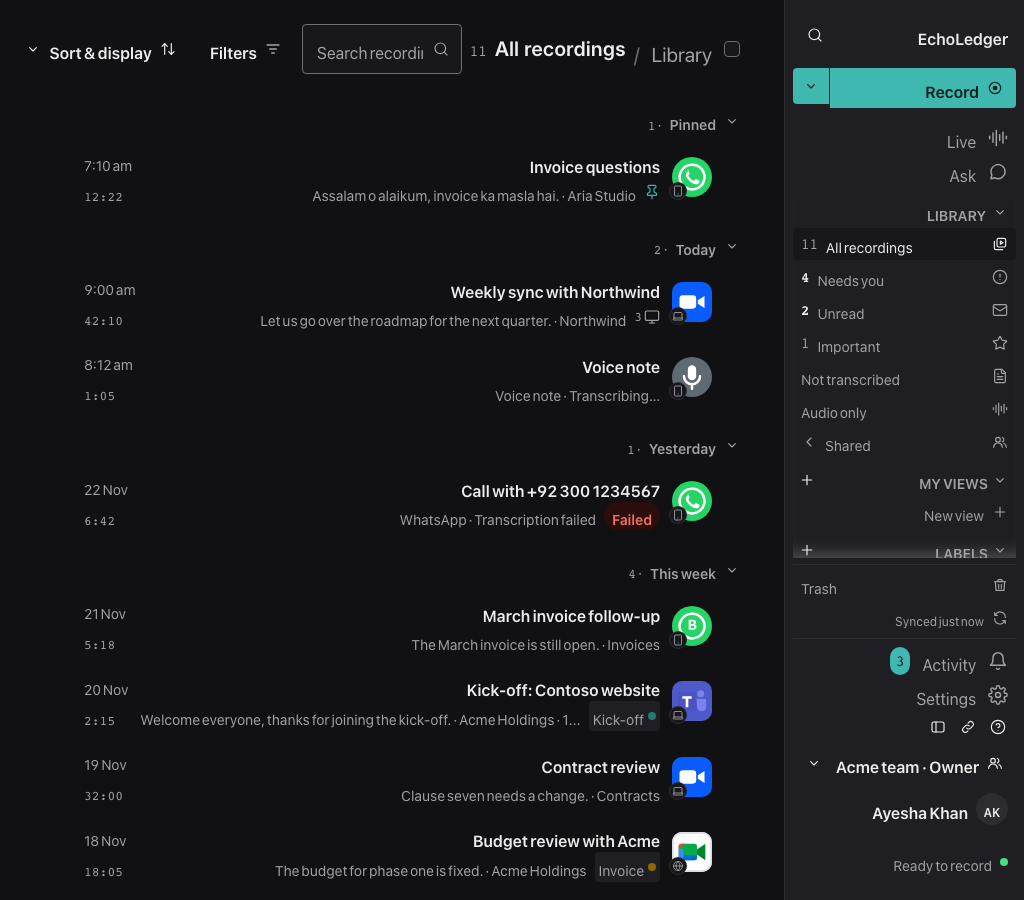 EchoLedger
Record
Live
Ask
LIBRARY
All recordings 11
Needs you 4
Unread 2
Important 1
Not transcribed
Audio only
Shared
MY VIEWS
New view
LABELS
Trash
Synced just now
Activity 3
Settings
Acme team · Owner
AK Ayesha Khan
Ready to record
Library / All recordings 11
Search recordin
Filters
Sort & display
Pinned · 1
Invoice questions 7:10 am
Assalam o alaikum, invoice ka masla hai. · Aria Studio 12:22
Today · 2
Weekly sync with Northwind 9:00 am
3 Let us go over the roadmap for the next quarter. · Northwind 42:10
Voice note 8:12 am
Voice note · Transcribing… 1:05
Yesterday · 1
Call with +92 300 1234567 22 Nov
Failed WhatsApp · Transcription failed 6:42
This week · 4
B March invoice follow-up 21 Nov
The March invoice is still open. · Invoices 5:18
T Kick-off: Contoso website 20 Nov
Kick-off Welcome everyone, thanks for joining the kick-off. · Acme Holdings · 1… 2:15
Contract review 19 Nov
Clause seven needs a change. · Contracts 32:00
Budget review with Acme 18 Nov
Invoice The budget for phase one is fixed. · Acme Holdings 18:05